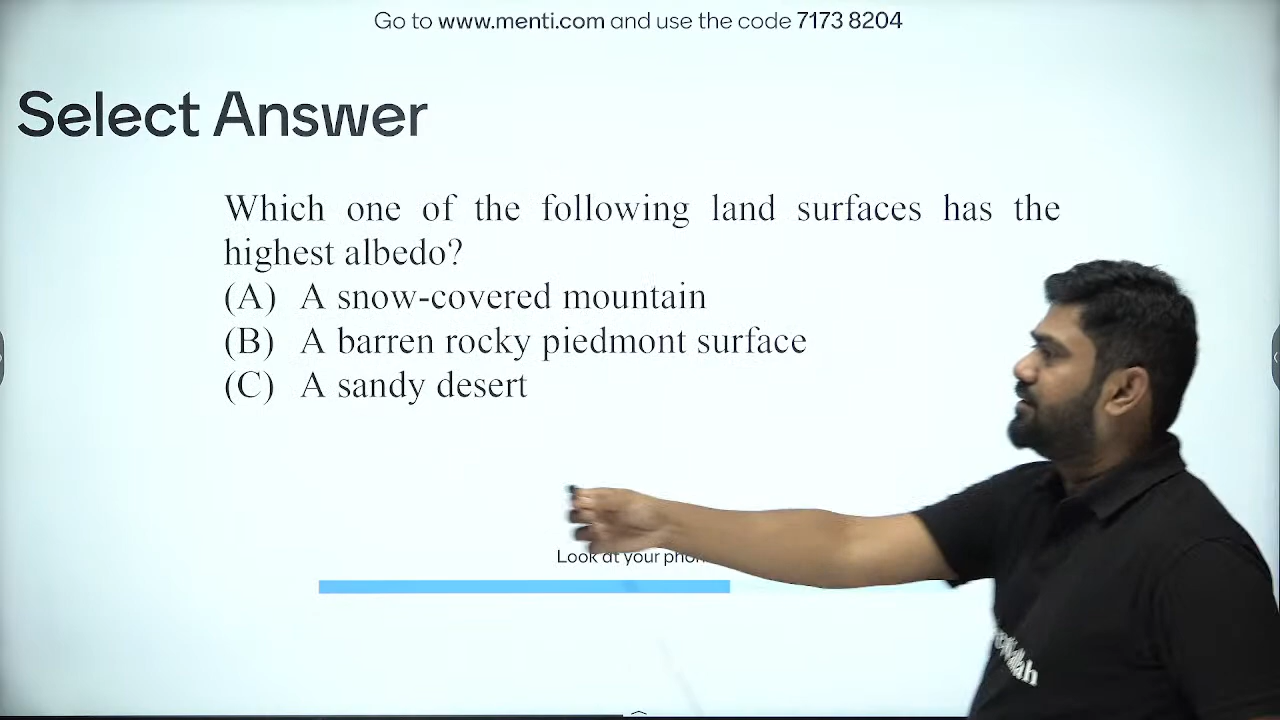 Go to www.menti.com and use the code 7173 8204
Select Answer
Which one of the following land surfaces has the
highest albedo?
(A) A snow-covered mountain
(B) A barren rocky piedmont surface
(C) A sandy desert
Look at your